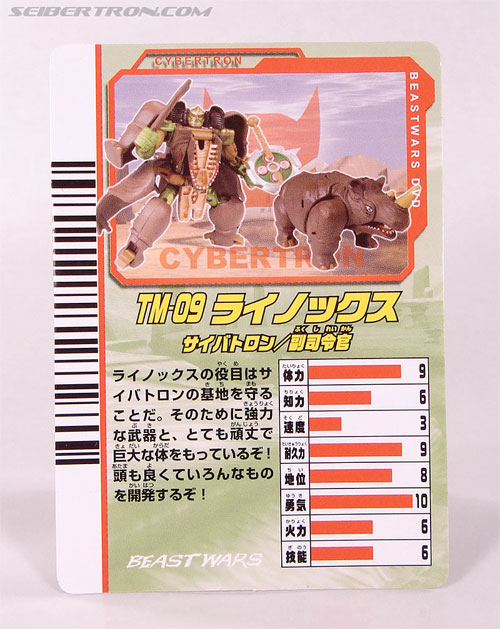 SEIBERTRON.COM
CYBERTRON
BEASTWARS DVD
CYBERTRON
TM-09 ライノックス
サイバトロン/副司令官
ライノックスの役目はサ
イバトロンの基地を守る
ことだ。そのために強力
な武器と、とても頑丈で
巨大な体をもっているぞ!
頭も良くていろんなもの
を開発するぞ!
体力 9
知力 6
速度 3
耐久力 9
地位 8
勇気 10
火力 6
技能 6
BEAST WARS